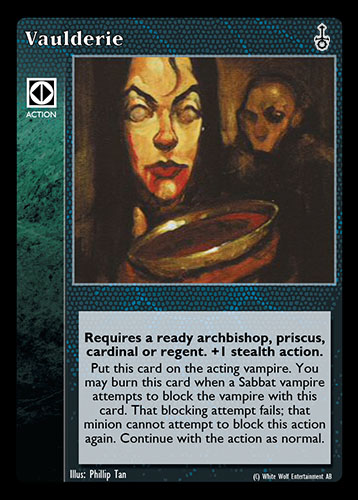 Vaulderie
ACTION
Requires a ready archbishop, priscus,
cardinal or regent. +1 stealth action.
Put this card on the acting vampire. You
may burn this card when a Sabbat vampire
attempts to block the vampire with this
card. That blocking attempt fails; that
minion cannot attempt to block this action
again. Continue with the action as normal.
Illus: Phillip Tan
(C) White Wolf Entertainment AB